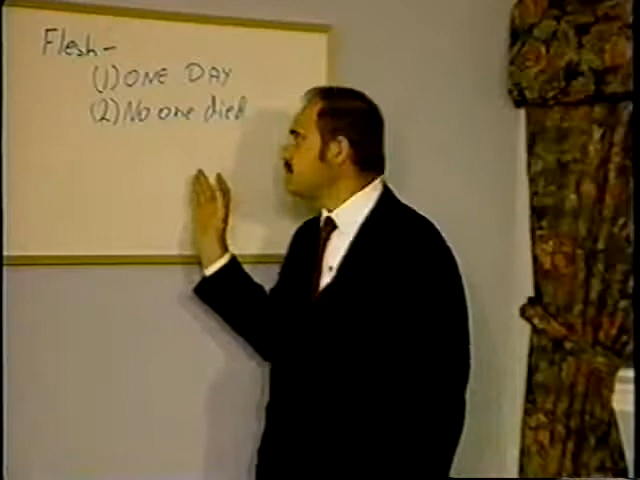 Flesh-
(1) ONE DAY
(2) No one died